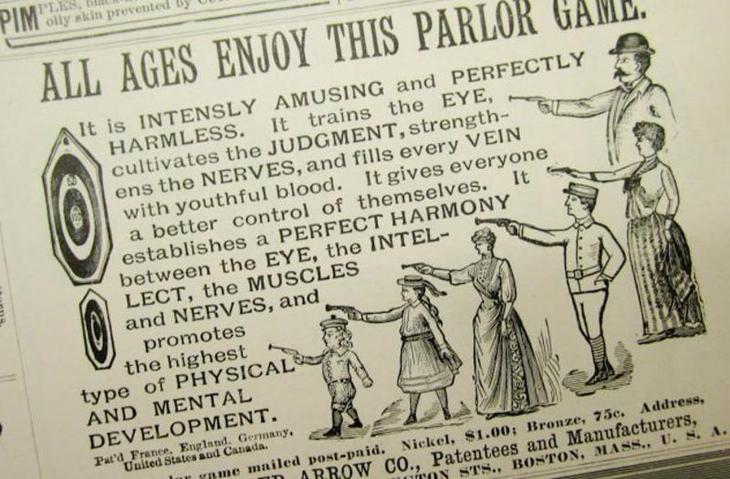 PIMPLES,
oily skin prevented by
ALL AGES ENJOY THIS PARLOR GAME.
It is INTENSLY AMUSING and PERFECTLY
HARMLESS. It trains the EYE,
cultivates the JUDGMENT, strength-
ens the NERVES, and fills every VEIN
with youthful blood. It gives everyone
a better control of themselves. It
establishes a PERFECT HARMONY
between the EYE, the INTEL-
LECT, the MUSCLES
and NERVES, and
promotes
the highest
type of PHYSICAL
AND MENTAL
DEVELOPMENT.
Pat'd France, England, Germany,
United States and Canada.
game mailed post-paid. Nickel, $1.00; Bronze, 75c. Address,
ARROW CO., Patentees and Manufacturers,
STS., BOSTON, MASS., U. S. A.